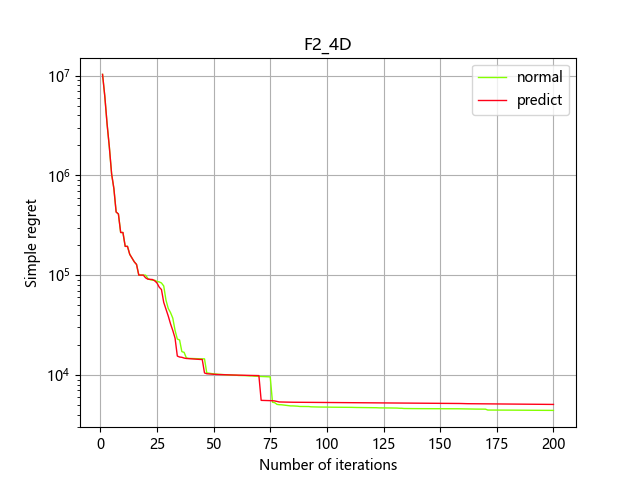 F2_4D
normal
predict
Simple regret
10^7
10^6
10^5
10^4
0 25 50 75 100 125 150 175 200
Number of iterations